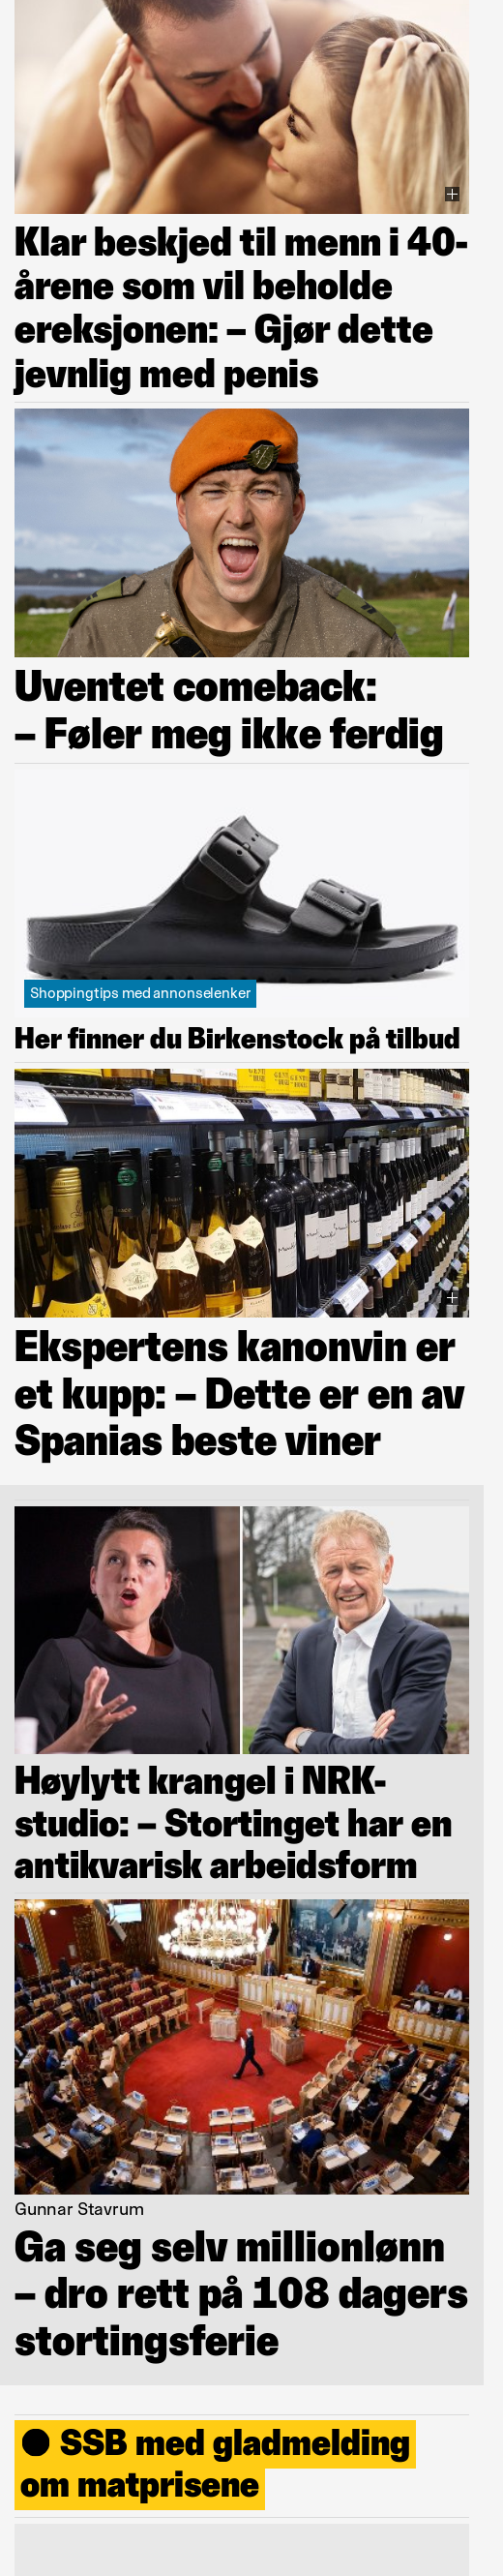 Klar beskjed til menn i 40-
årene som vil beholde
ereksjonen: – Gjør dette
jevnlig med penis
Uventet comeback:
– Føler meg ikke ferdig
Shoppingtips med annonselenker
Her finner du Birkenstock på tilbud
Ekspertens kanonvin er
et kupp: – Dette er en av
Spanias beste viner
Høylytt krangel i NRK-
studio: – Stortinget har en
antikvarisk arbeidsform
Gunnar Stavrum
Ga seg selv millionlønn
– dro rett på 108 dagers
stortingsferie
● SSB med gladmelding
om matprisene